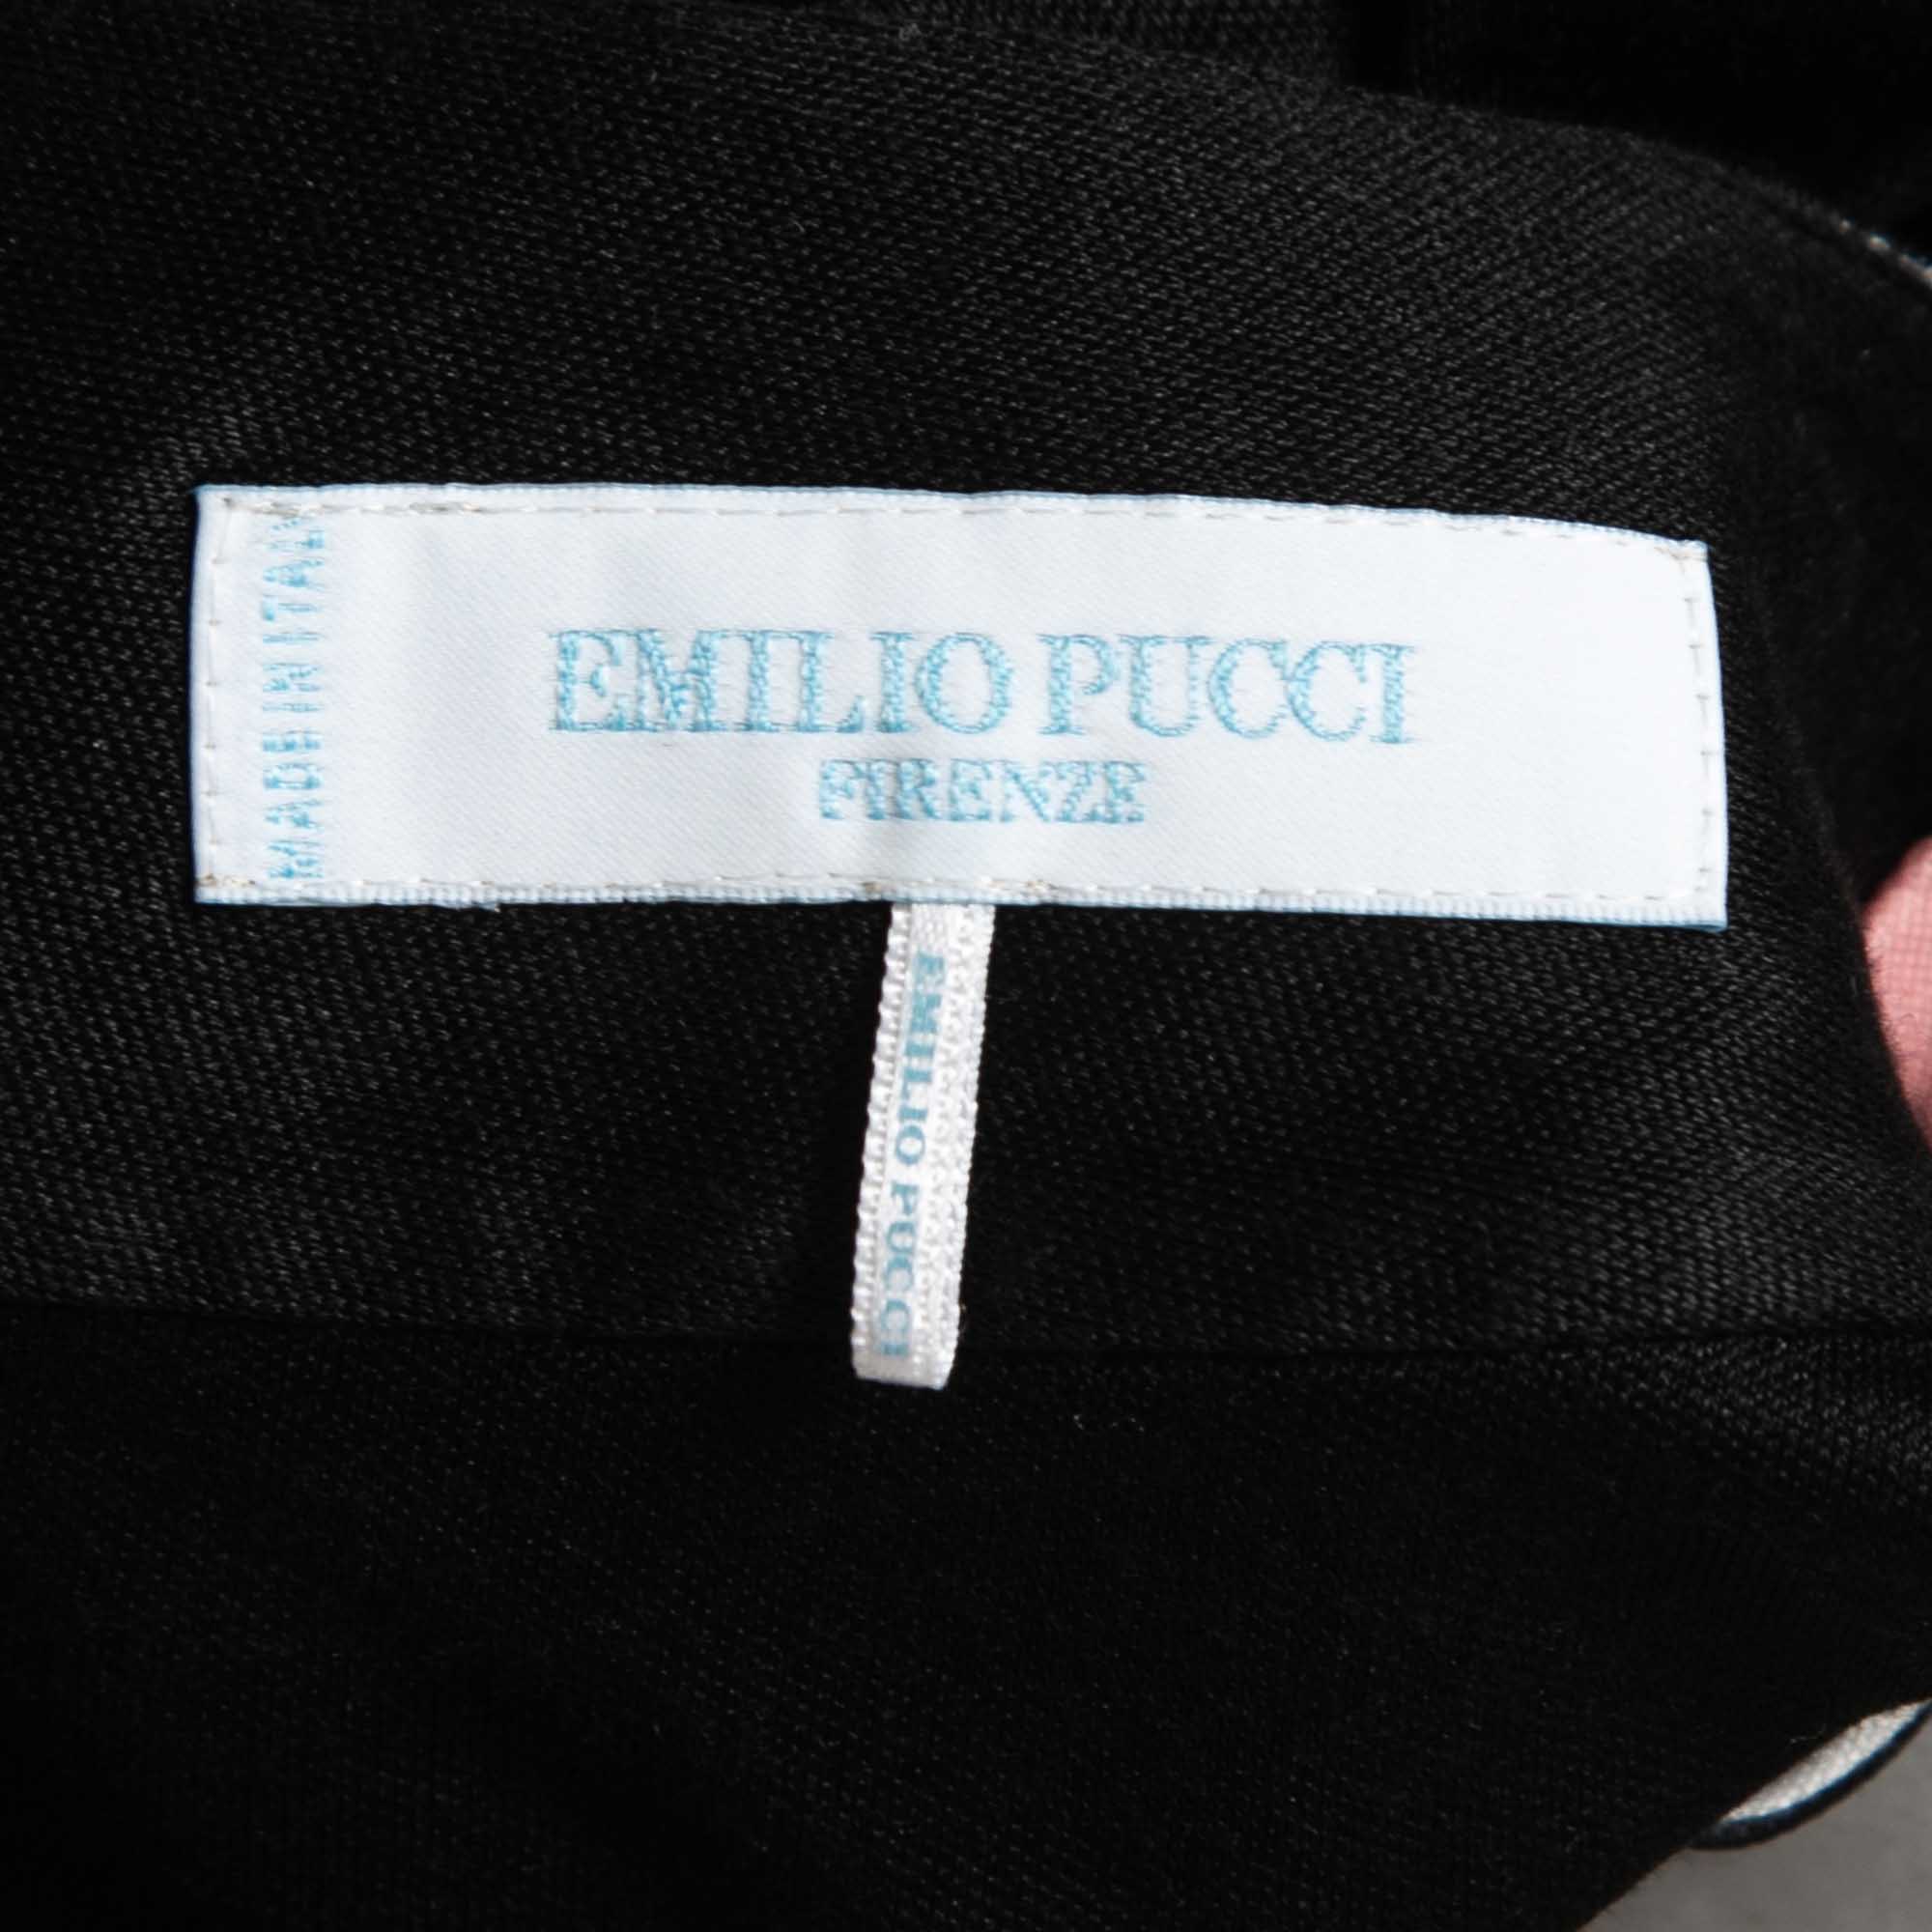 MADE IN ITALY
EMILIO PUCCI
FIRENZE
EMILIO PUCCI